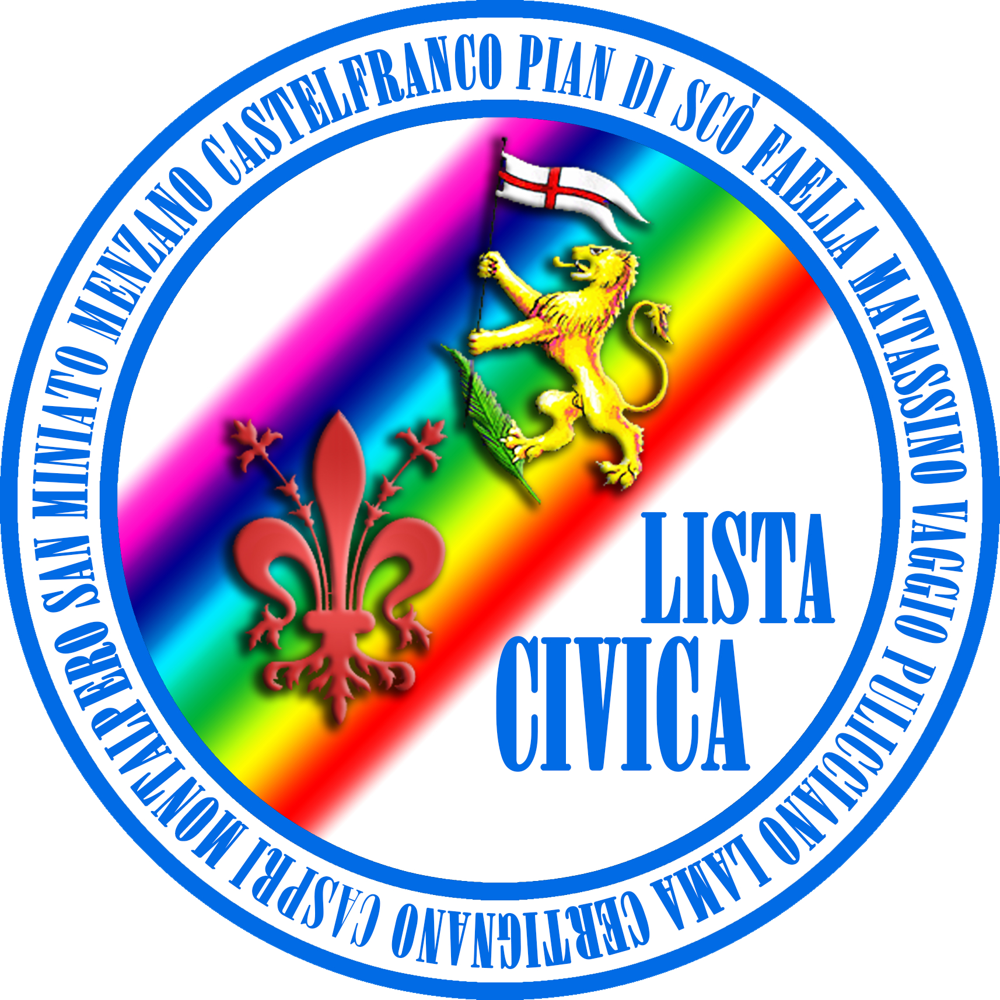 CASTELFRANCO PIAN DI SCÒ FAELLA MATASSINO VAGGIO PULICCIANO LAMA CERTIGNANO CASPRI MONTALPERO SAN MINIATO MENZANO
LISTA
CIVICA